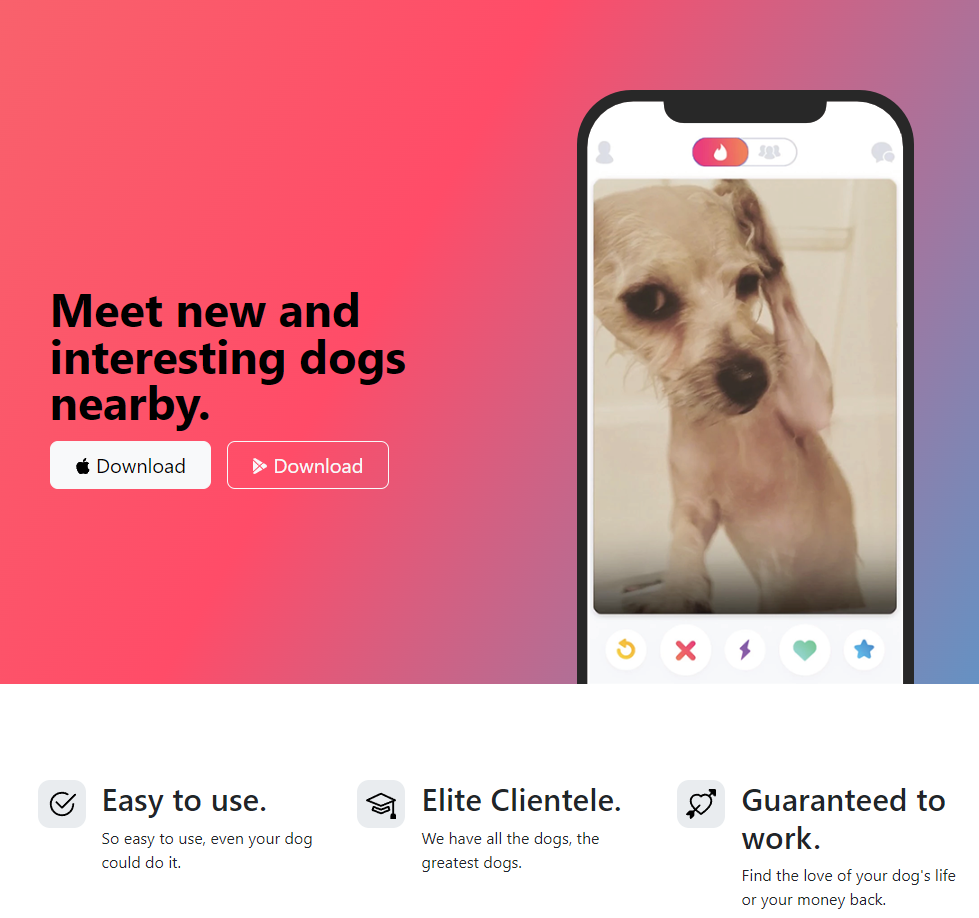 Meet new and
interesting dogs
nearby.
Download
Download
Easy to use.
So easy to use, even your dog
could do it.
Elite Clientele.
We have all the dogs, the
greatest dogs.
Guaranteed to
work.
Find the love of your dog's life
or your money back.